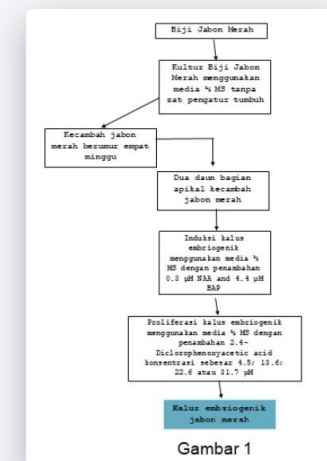 Biji Jabon Merah
Kultur Biji Jabon
Merah menggunakan
media ½ MS tanpa
zat pengatur tumbuh
Kecambah jabon
merah berumur empat
minggu
Dua daun bagian
apikal kecambah
jabon merah
Induksi kalus
embriogenik
menggunakan media ½
MS dengan penambahan
0.3 µM NAA and 4.4 µM
BAP
Proliferasi kalus embriogenik
menggunakan media ½ MS dengan
penambahan 2.4-
Diclorophenoxyacetic acid
konsentrasi sebesar 4.5; 13.6;
22.6 atau 31.7 µM
Kalus embriogenik
jabon merah
Gambar 1